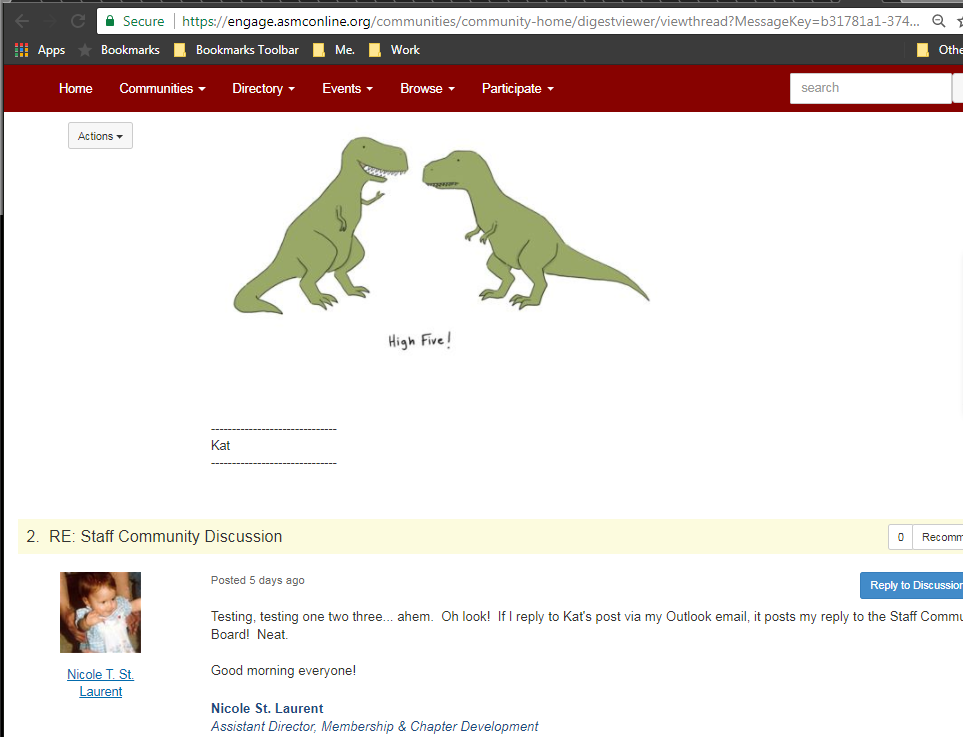 Secure https://engage.asmconline.org/communities/community-home/digestviewer/viewthread?MessageKey=b31781a1-374...
Apps Bookmarks Bookmarks Toolbar Me. Work Othe
Home Communities Directory Events Browse Participate search
Actions
High Five!
------------------------------
Kat
------------------------------
2. RE: Staff Community Discussion 0 Recomm
Posted 5 days ago
Reply to Discussion
Testing, testing one two three... ahem. Oh look! If I reply to Kat's post via my Outlook email, it posts my reply to the Staff Commu
Board! Neat.
Good morning everyone!
Nicole T. St.
Laurent
Nicole St. Laurent
Assistant Director, Membership & Chapter Development